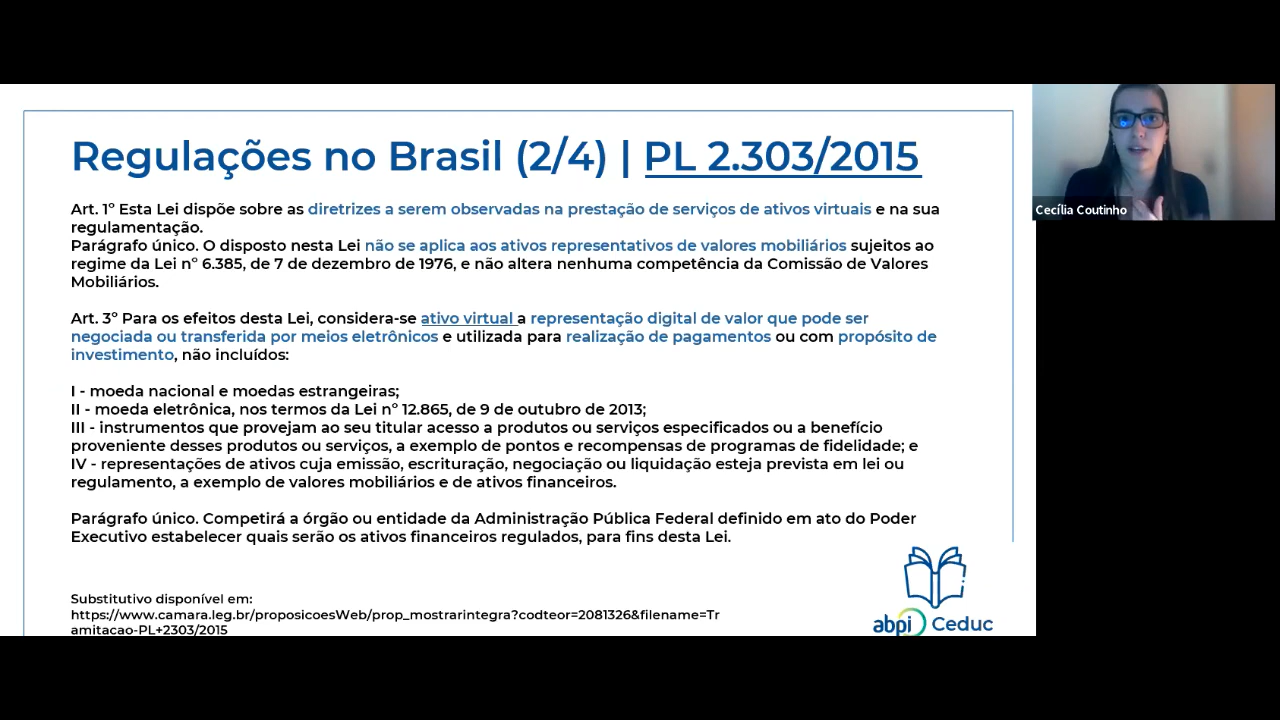 Regulações no Brasil (2/4) | PL 2.303/2015
Art. 1º Esta Lei dispõe sobre as diretrizes a serem observadas na prestação de serviços de ativos virtuais e na sua
regulamentação.
Parágrafo único. O disposto nesta Lei não se aplica aos ativos representativos de valores mobiliários sujeitos ao
regime da Lei nº 6.385, de 7 de dezembro de 1976, e não altera nenhuma competência da Comissão de Valores
Mobiliários.
Art. 3º Para os efeitos desta Lei, considera-se ativo virtual a representação digital de valor que pode ser
negociada ou transferida por meios eletrônicos e utilizada para realização de pagamentos ou com propósito de
investimento, não incluídos:
I - moeda nacional e moedas estrangeiras;
II - moeda eletrônica, nos termos da Lei nº 12.865, de 9 de outubro de 2013;
III - instrumentos que provejam ao seu titular acesso a produtos ou serviços especificados ou a benefício
proveniente desses produtos ou serviços, a exemplo de pontos e recompensas de programas de fidelidade; e
IV - representações de ativos cuja emissão, escrituração, negociação ou liquidação esteja prevista em lei ou
regulamento, a exemplo de valores mobiliários e de ativos financeiros.
Parágrafo único. Competirá a órgão ou entidade da Administração Pública Federal definido em ato do Poder
Executivo estabelecer quais serão os ativos financeiros regulados, para fins desta Lei.
Substitutivo disponível em:
https://www.camara.leg.br/proposicoesWeb/prop_mostrarintegra?codteor=2081326&filename=Tr
amitacao-PL+2303/2015
abpi Ceduc
Cecília Coutinho